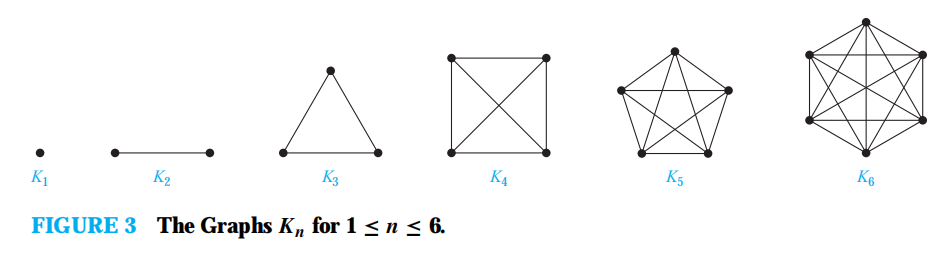 K₁ K₂ K₃ K₄ K₅ K₆
FIGURE 3 The Graphs Kₙ for 1 ≤ n ≤ 6.